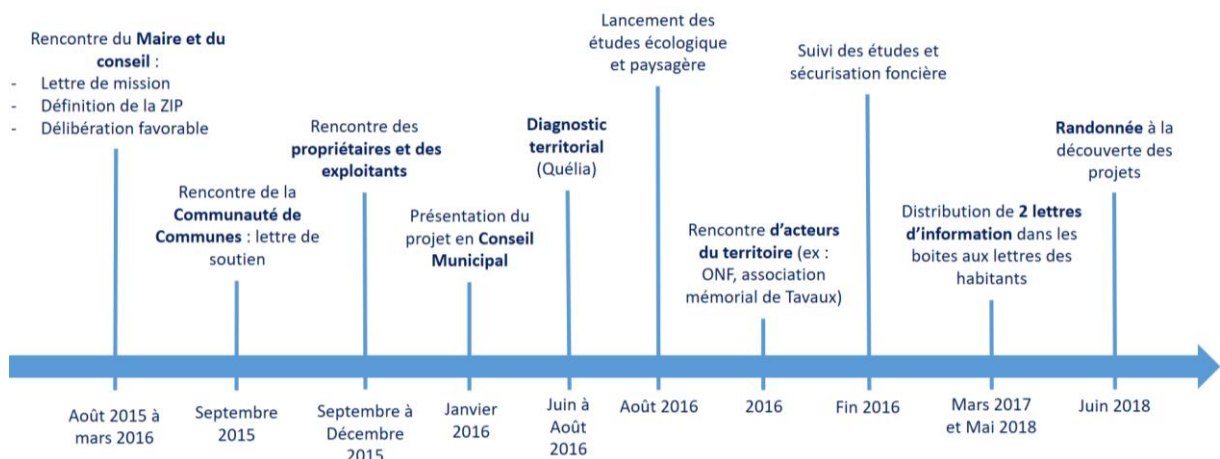 Rencontre du Maire et du
conseil :
- Lettre de mission
- Définition de la ZIP
- Délibération favorable
Rencontre de la
Communauté de
Communes : lettre de
soutien
Rencontre des
propriétaires et des
exploitants
Présentation du
projet en Conseil
Municipal
Diagnostic
territorial
(Quélia)
Lancement des
études écologique
et paysagère
Rencontre d'acteurs
du territoire (ex :
ONF, association
mémorial de Tavaux)
Suivi des études et
sécurisation foncière
Distribution de 2 lettres
d'information dans les
boites aux lettres des
habitants
Randonnée à la
découverte des
projets
Août 2015 à
mars 2016
Septembre
2015
Septembre à
Décembre
2015
Janvier
2016
Juin à
Août
2016
Août 2016
2016
Fin 2016
Mars 2017
et Mai 2018
Juin 2018